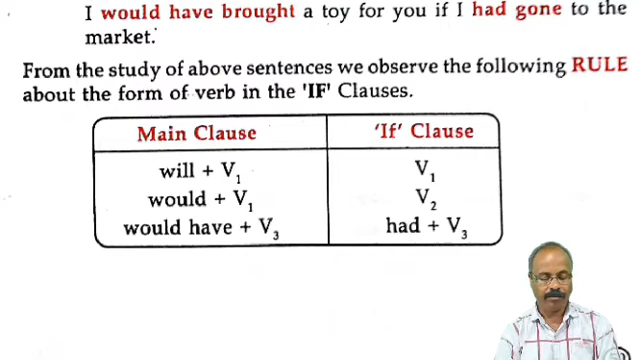 I would have brought a toy for you if I had gone to the
market.
From the study of above sentences we observe the following RULE
about the form of verb in the 'IF' Clauses.
Main Clause 'If' Clause
will + V₁ V₁
would + V₁ V₂
would have + V₃ had + V₃